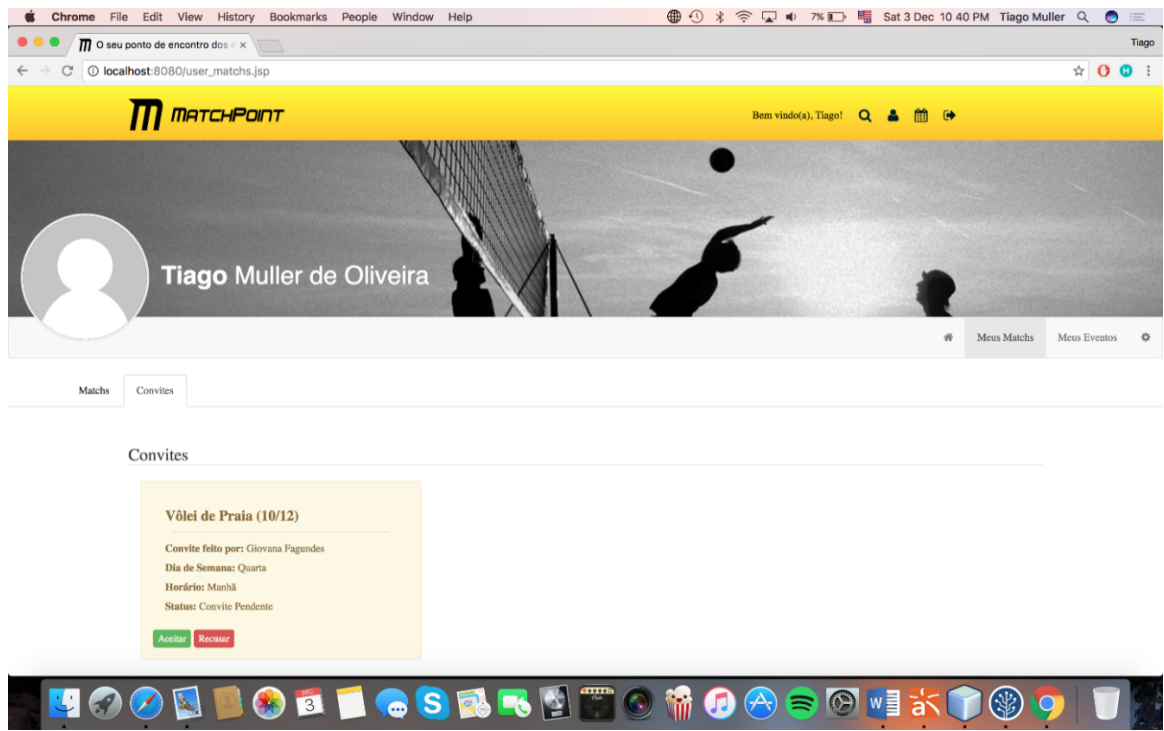 Chrome File Edit View History Bookmarks People Window Help 7% Sat 3 Dec 10 40 PM Tiago Muller
O seu ponto de encontro dos e Tiago
localhost:8080/user_matchs.jsp
M MATCHPOINT Bem vindo(a), Tiago!
Tiago Muller de Oliveira
Meus Matchs Meus Eventos
Matchs Convites
Convites
Vôlei de Praia (10/12)
Convite feito por: Giovana Fagundes
Dia de Semana: Quarta
Horário: Manhã
Status: Convite Pendente
Aceitar Recusar
DEC
3